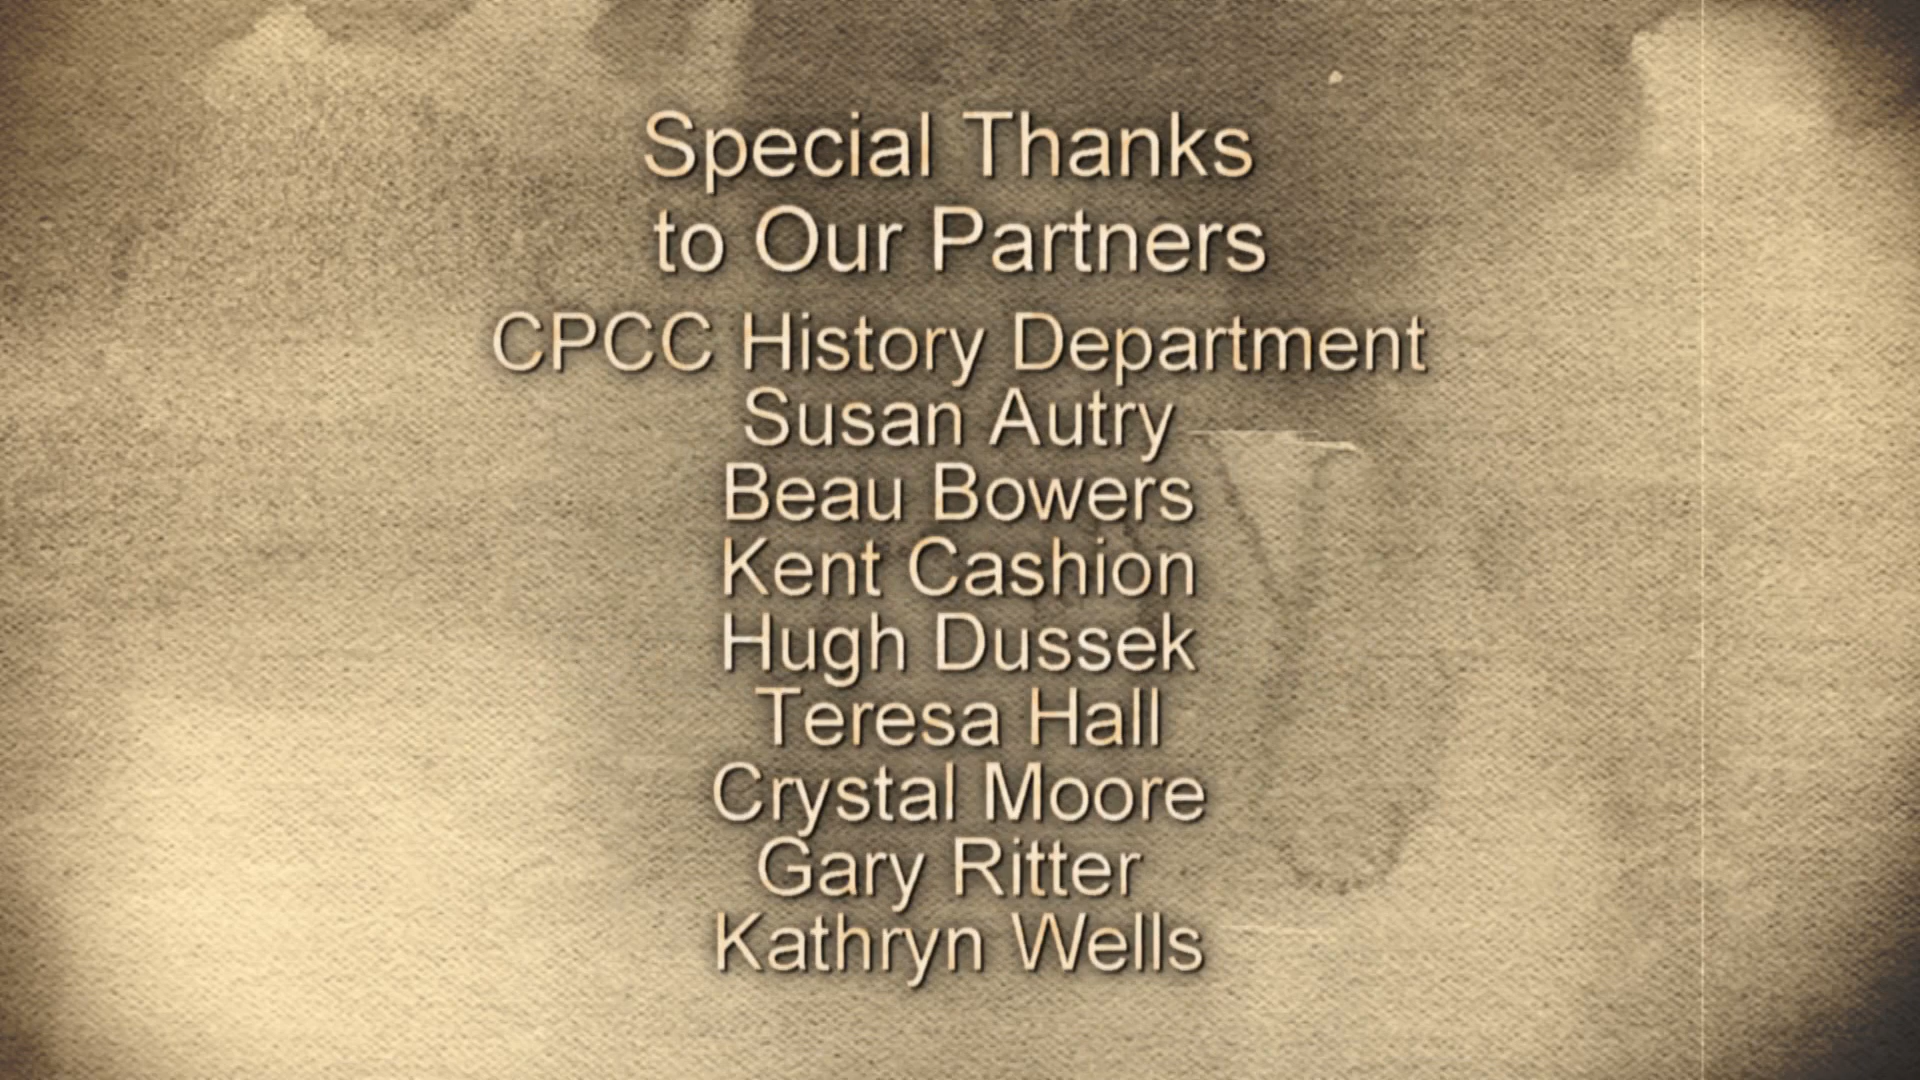 Special Thanks
to Our Partners
CPCC History Department
Susan Autry
Beau Bowers
Kent Cashion
Hugh Dussek
Teresa Hall
Crystal Moore
Gary Ritter
Kathryn Wells